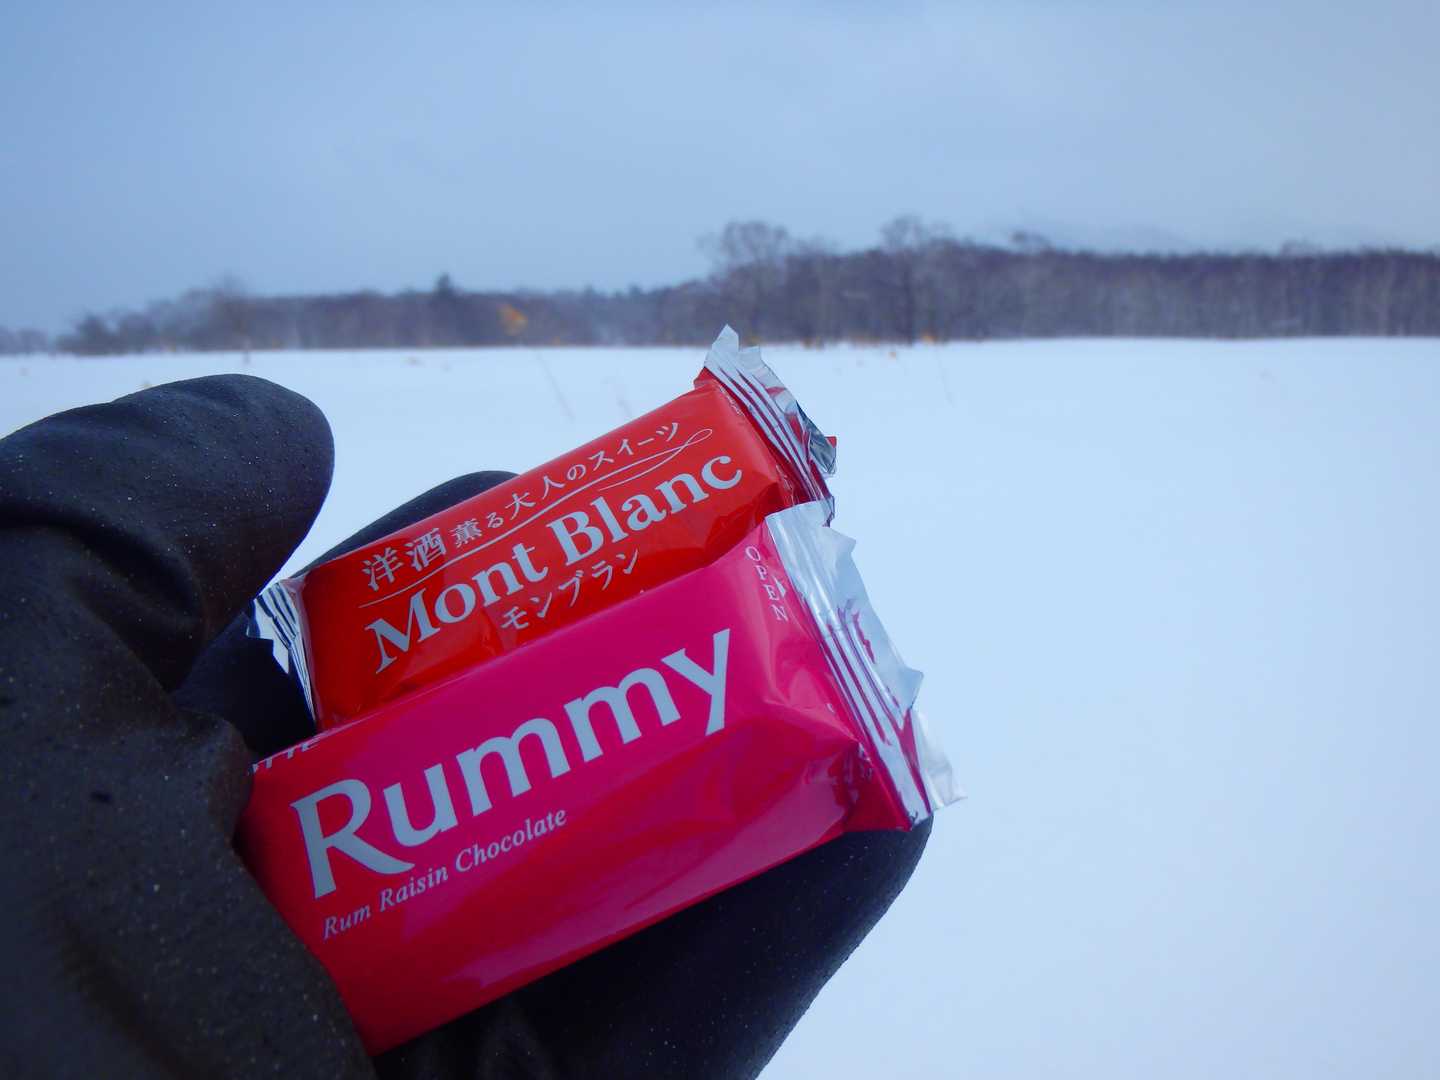 洋酒薫る大人のスイーツ
Mont Blanc
モンブラン
OPEN
Rummy
Rum Raisin Chocolate